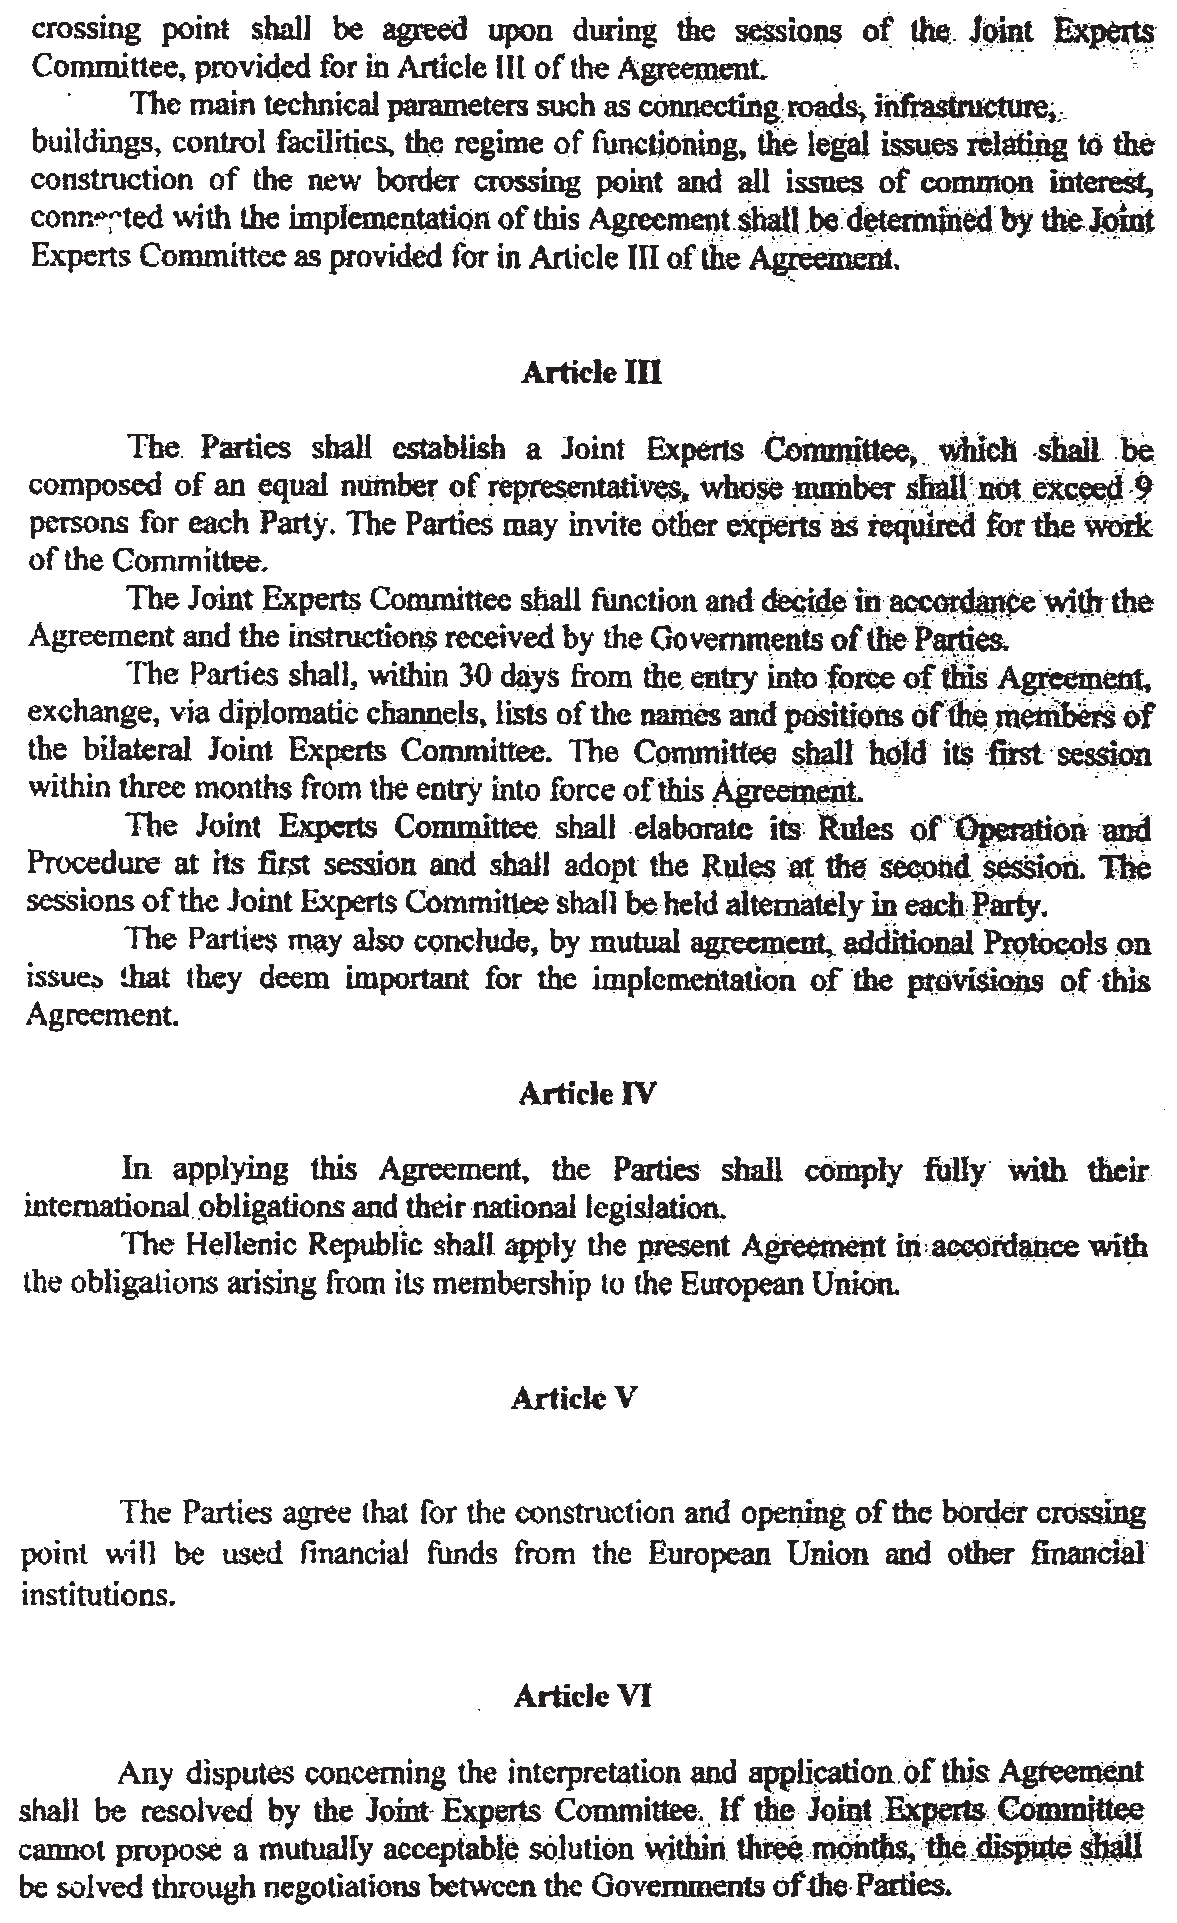 crossing point shall be agreed upon during the sessions of the Joint Experts
Committee, provided for in Article III of the Agreement.
The main technical parameters such as connecting roads, infrastructure,
buildings, control facilities, the regime of functioning, the legal issues relating to the
construction of the new border crossing point and all issues of common interest,
connected with the implementation of this Agreement shall be determined by the Joint
Experts Committee as provided for in Article III of the Agreement.
Article III
The Parties shall establish a Joint Experts Committee, which shall be
composed of an equal number of representatives, whose number shall not exceed 9
persons for each Party. The Parties may invite other experts as required for the work
of the Committee.
The Joint Experts Committee shall function and decide in accordance with the
Agreement and the instructions received by the Governments of the Parties.
The Parties shall, within 30 days from the entry into force of this Agreement,
exchange, via diplomatic channels, lists of the names and positions of the members of
the bilateral Joint Experts Committee. The Committee shall hold its first session
within three months from the entry into force of this Agreement.
The Joint Experts Committee shall elaborate its Rules of Operation and
Procedure at its first session and shall adopt the Rules at the second session. The
sessions of the Joint Experts Committee shall be held alternately in each Party.
The Parties may also conclude, by mutual agreement, additional Protocols on
issues that they deem important for the implementation of the provisions of this
Agreement.
Article IV
In applying this Agreement, the Parties shall comply fully with their
international obligations and their national legislation.
The Hellenic Republic shall apply the present Agreement in accordance with
the obligations arising from its membership to the European Union.
Article V
The Parties agree that for the construction and opening of the border crossing
point will be used financial funds from the European Union and other financial
institutions.
Article VI
Any disputes concerning the interpretation and application of this Agreement
shall be resolved by the Joint Experts Committee. If the Joint Experts Committee
cannot propose a mutually acceptable solution within three months, the dispute shall
be solved through negotiations between the Governments of the Parties.